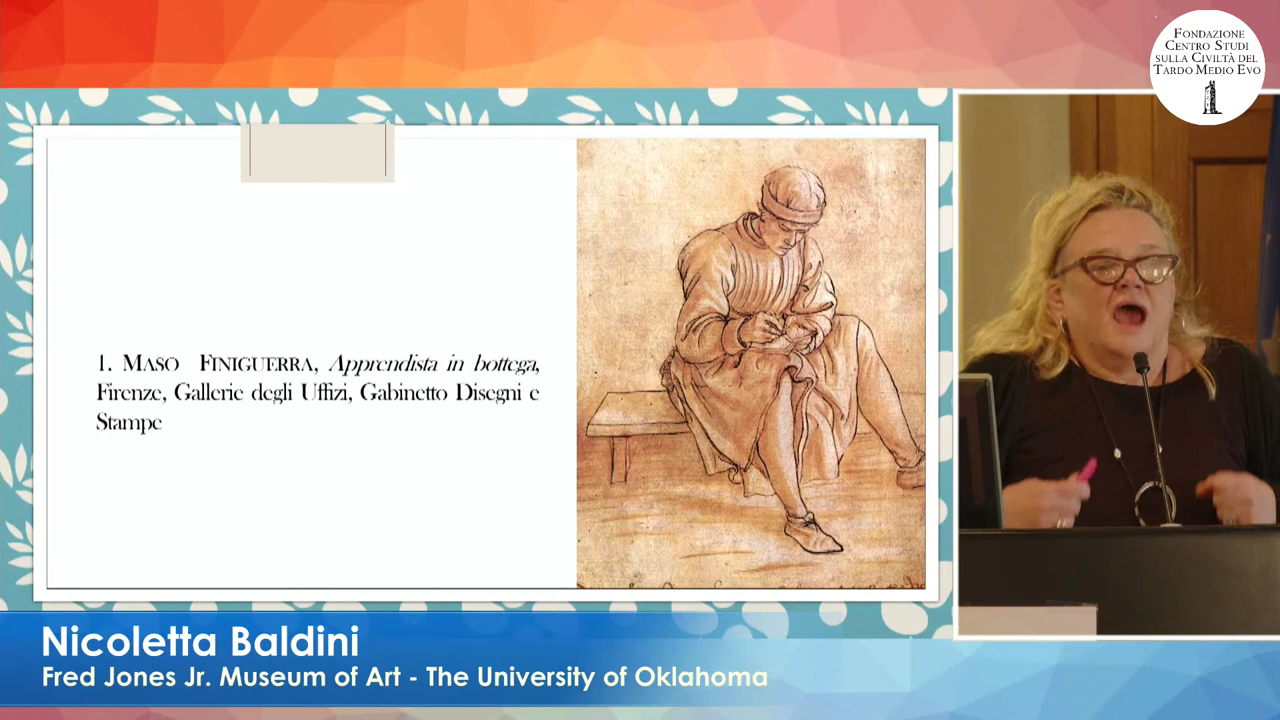 FONDAZIONE
CENTRO STUDI
SULLA CIVILTÀ DEL
TARDO MEDIO EVO
1. MASO FINIGUERRA, Apprendista in bottega,
Firenze, Gallerie degli Uffizi, Gabinetto Disegni e
Stampe
Nicoletta Baldini
Fred Jones Jr. Museum of Art - The University of Oklahoma